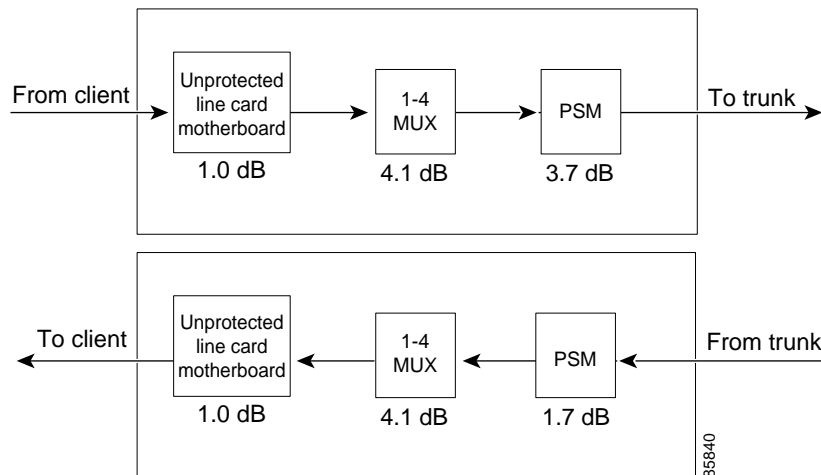 From client
Unprotected
line card
motherboard
1.0 dB
1-4
MUX
4.1 dB
PSM
3.7 dB
To trunk
To client
Unprotected
line card
motherboard
1.0 dB
1-4
MUX
4.1 dB
PSM
1.7 dB
From trunk
85840